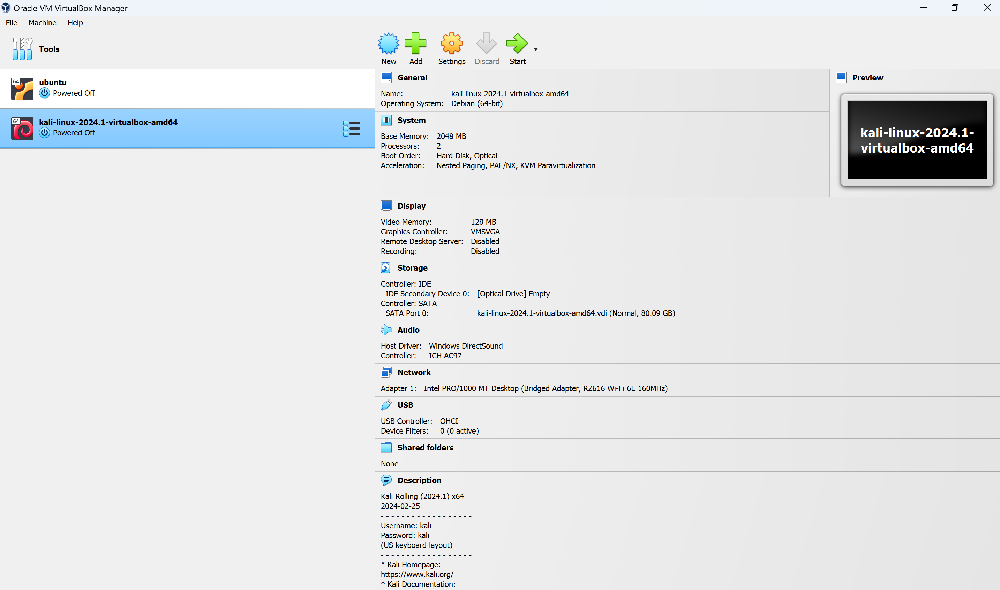 Oracle VM VirtualBox Manager
File Machine Help
Tools
New Add Settings Discard Start
64
ubuntu
Powered Off
64
kali-linux-2024.1-virtualbox-amd64
Powered Off
General
Name: kali-linux-2024.1-virtualbox-amd64
Operating System: Debian (64-bit)
Preview
kali-linux-2024.1-
virtualbox-amd64
System
Base Memory: 2048 MB
Processors: 2
Boot Order: Hard Disk, Optical
Acceleration: Nested Paging, PAE/NX, KVM Paravirtualization
Display
Video Memory: 128 MB
Graphics Controller: VMSVGA
Remote Desktop Server: Disabled
Recording: Disabled
Storage
Controller: IDE
IDE Secondary Device 0: [Optical Drive] Empty
Controller: SATA
SATA Port 0: kali-linux-2024.1-virtualbox-amd64.vdi (Normal, 80.09 GB)
Audio
Host Driver: Windows DirectSound
Controller: ICH AC97
Network
Adapter 1: Intel PRO/1000 MT Desktop (Bridged Adapter, RZ616 Wi-Fi 6E 160MHz)
USB
USB Controller: OHCI
Device Filters: 0 (0 active)
Shared folders
None
Description
Kali Rolling (2024.1) x64
2024-02-25
- - - - - - - - - - - - - - - - - -
Username: kali
Password: kali
(US keyboard layout)
- - - - - - - - - - - - - - - - - -
* Kali Homepage:
https://www.kali.org/
* Kali Documentation: